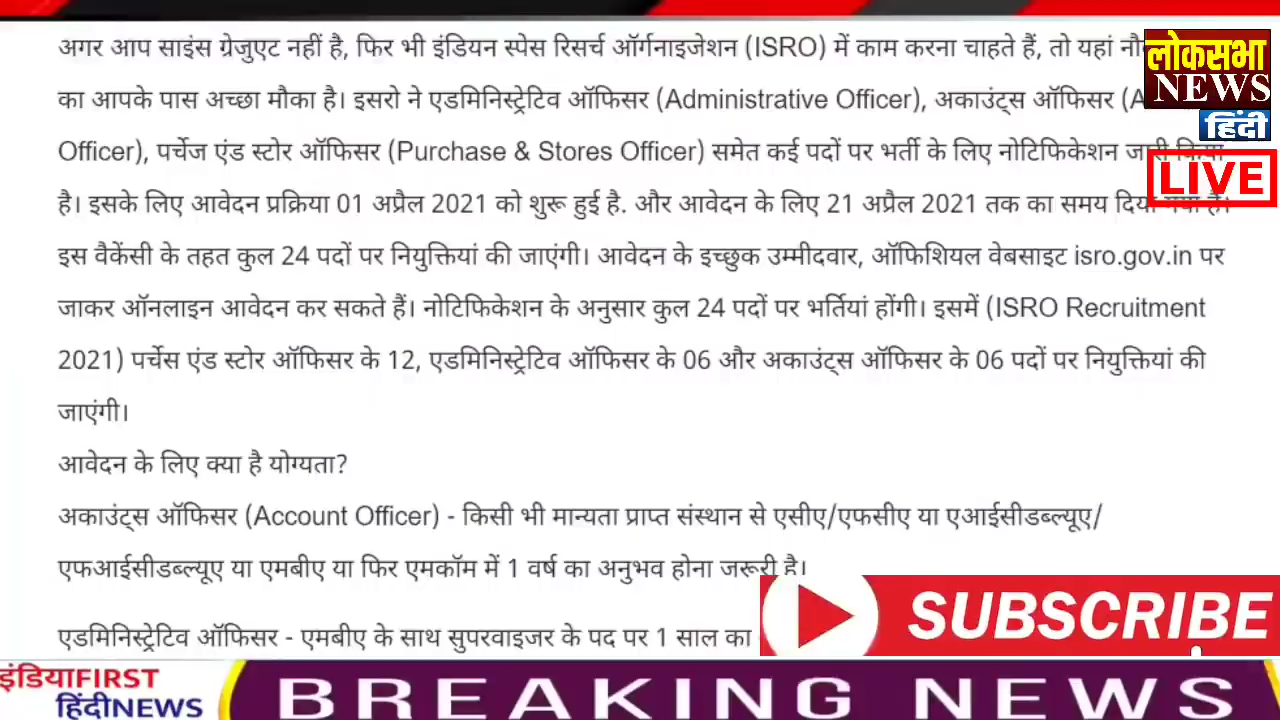 अगर आप साइंस ग्रेजुएट नहीं है, फिर भी इंडियन स्पेस रिसर्च ऑर्गनाइजेशन (ISRO) में काम करना चाहते हैं, तो यहां
का आपके पास अच्छा मौका है। इसरो ने एडमिनिस्ट्रेटिव ऑफिसर (Administrative Officer), अकाउंट्स ऑफिसर
Officer), पर्चेज एंड स्टोर ऑफिसर (Purchase & Stores Officer) समेत कई पदों पर भर्ती के लिए नोटिफिकेशन जारी किया
है। इसके लिए आवेदन प्रक्रिया 01 अप्रैल 2021 को शुरू हुई है. और आवेदन के लिए 21 अप्रैल 2021 तक का समय दिया गया है।
इस वैकेंसी के तहत कुल 24 पदों पर नियुक्तियां की जाएंगी। आवेदन के इच्छुक उम्मीदवार, ऑफिशियल वेबसाइट isro.gov.in पर
जाकर ऑनलाइन आवेदन कर सकते हैं। नोटिफिकेशन के अनुसार कुल 24 पदों पर भर्तियां होंगी। इसमें (ISRO Recruitment
2021) पर्चेस एंड स्टोर ऑफिसर के 12, एडमिनिस्ट्रेटिव ऑफिसर के 06 और अकाउंट्स ऑफिसर के 06 पदों पर नियुक्तियां की
जाएंगी।
आवेदन के लिए क्या है योग्यता?
अकाउंट्स ऑफिसर (Account Officer) - किसी भी मान्यता प्राप्त संस्थान से एसीए/एफसीए या एआईसीडब्ल्यूए/
एफआईसीडब्ल्यूए या एमबीए या फिर एमकॉम में 1 वर्ष का अनुभव होना जरूरी है।
एडमिनिस्ट्रेटिव ऑफिसर - एमबीए के साथ सुपरवाइजर के पद पर 1 साल का
लोकसभा
NEWS
हिंदी
LIVE
SUBSCRIBE
इंडियाFIRST
हिंदीNEWS
BREAKING NEWS